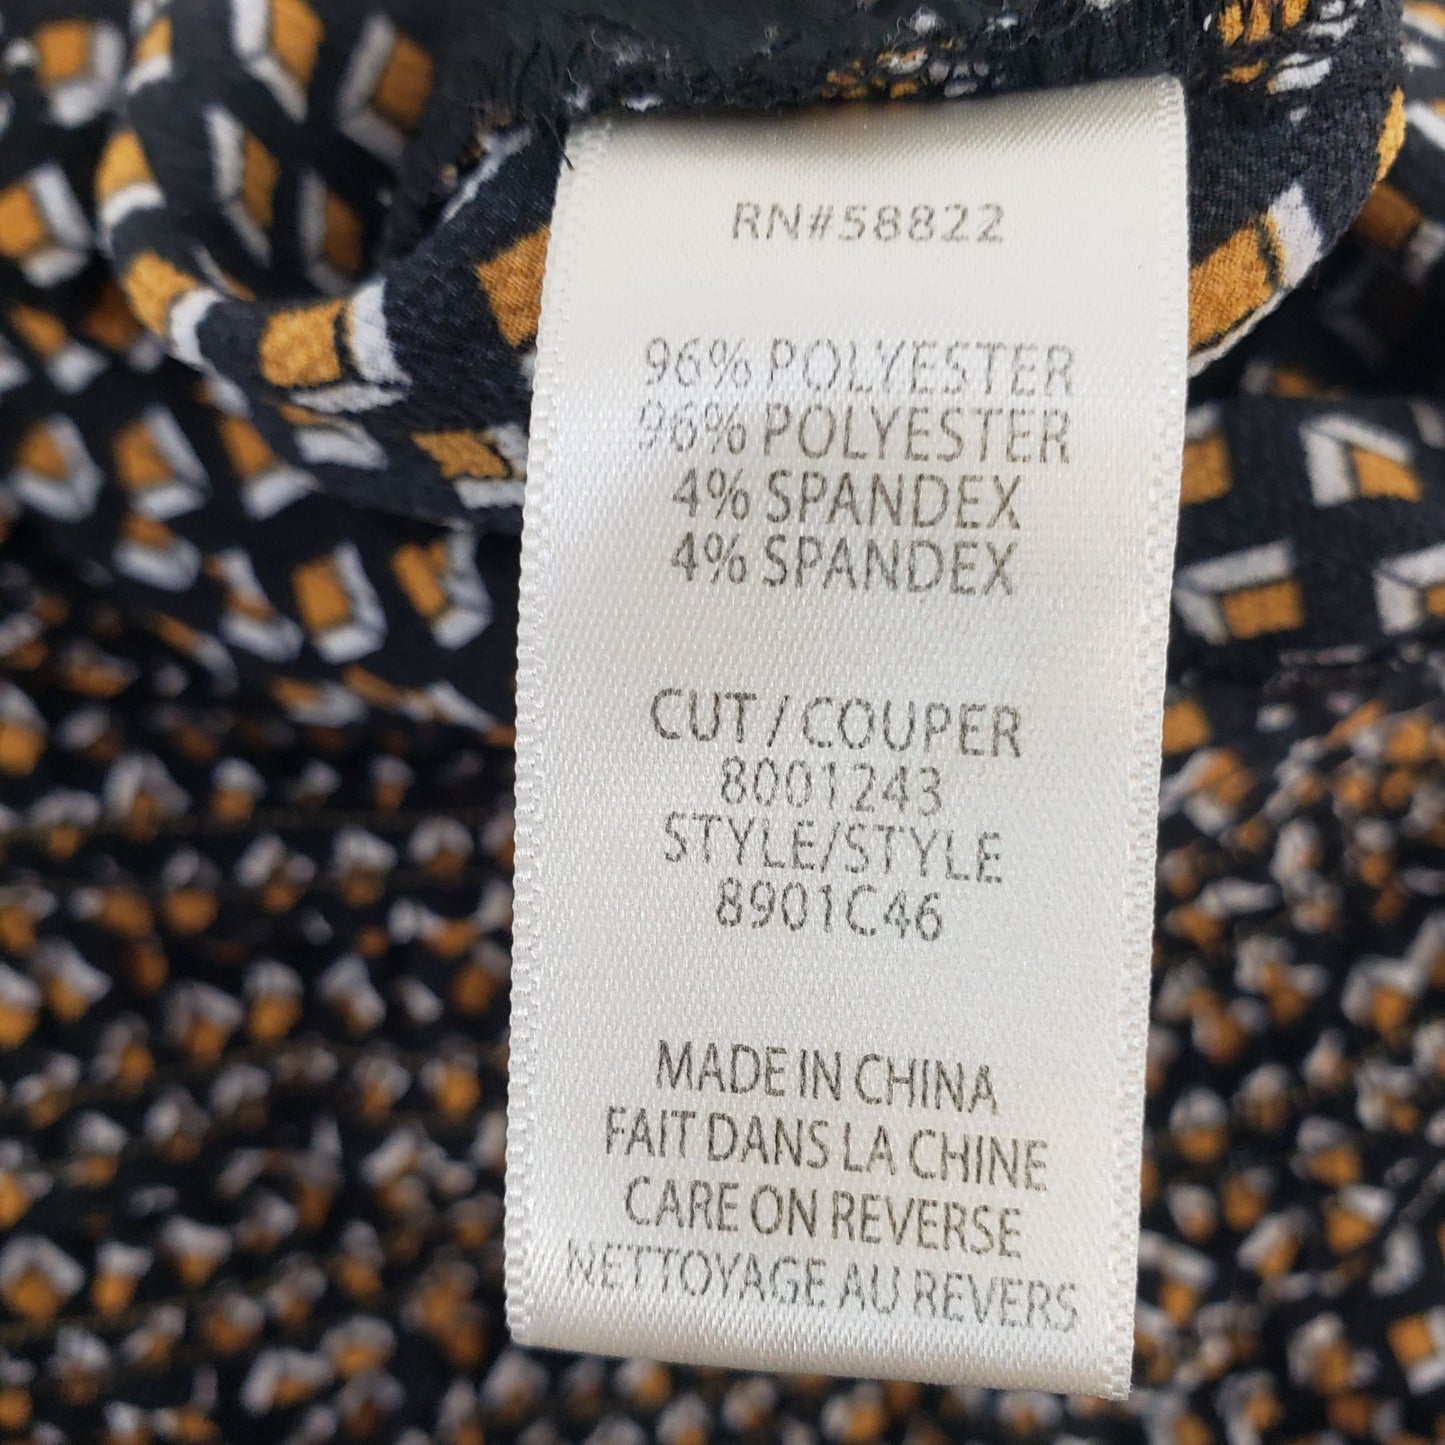 RN#58822
96% POLYESTER
96% POLYESTER
4% SPANDEX
4% SPANDEX
CUT / COUPER
8001243
STYLE/STYLE
8901C46
MADE IN CHINA
FAIT DANS LA CHINE
CARE ON REVERSE
NETTOYAGE AU REVERS